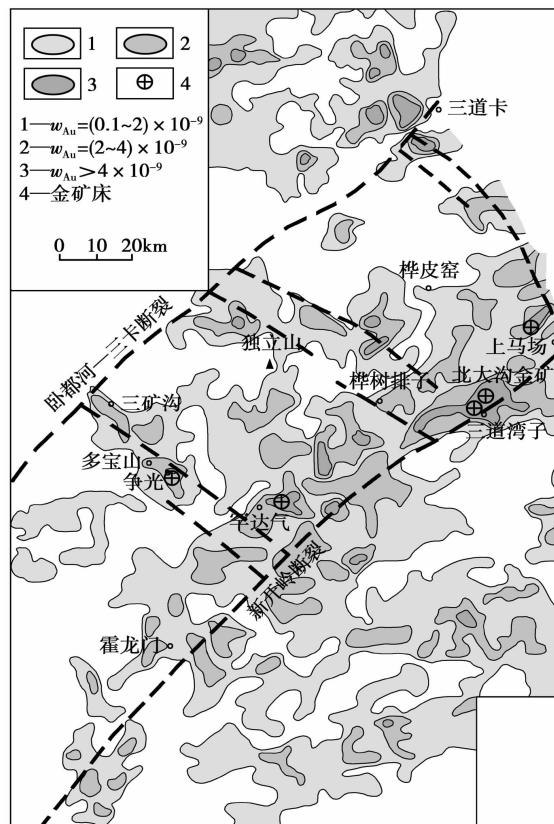 1
2
3
4
1—wAu=(0.1~2)×10⁻⁹
2—wAu=(2~4)×10⁻⁹
3—wAu>4×10⁻⁹
4—金矿床
0 10 20km
三道卡
桦皮窑
上马场
卧都河—三卡断裂
独立山
桦树排子
北大沟金矿
三矿沟
三道湾子
多宝山
争光
罕达气
新开岭断裂
霍龙门